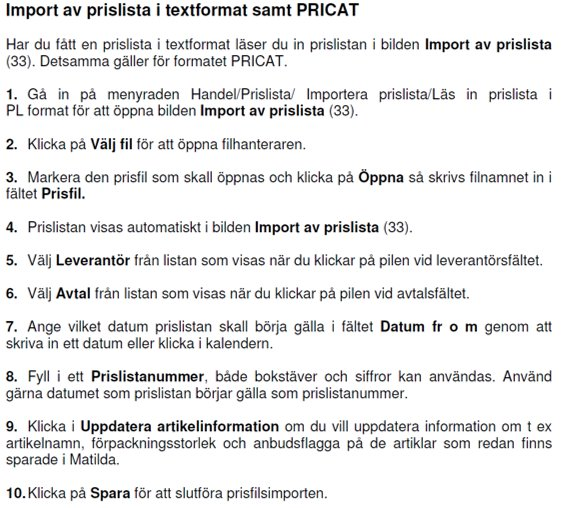 Import av prislista i textformat samt PRICAT
Har du fått en prislista i textformat läser du in prislistan i bilden Import av prislista
(33). Detsamma gäller för formatet PRICAT.
1. Gå in på menyraden Handel/Prislista/ Importera prislista/Läs in prislista i
PL format för att öppna bilden Import av prislista (33).
2. Klicka på Välj fil för att öppna filhanteraren.
3. Markera den prisfil som skall öppnas och klicka på Öppna så skrivs filnamnet in i
fältet Prisfil.
4. Prislistan visas automatiskt i bilden Import av prislista (33).
5. Välj Leverantör från listan som visas när du klickar på pilen vid leverantörsfältet.
6. Välj Avtal från listan som visas när du klickar på pilen vid avtalsfältet.
7. Ange vilket datum prislistan skall börja gälla i fältet Datum fr o m genom att
skriva in ett datum eller klicka i kalendern.
8. Fyll i ett Prislistanummer, både bokstäver och siffror kan användas. Använd
gärna datumet som prislistan börjar gälla som prislistanummer.
9. Klicka i Uppdatera artikelinformation om du vill uppdatera information om t ex
artikelnamn, förpackningsstorlek och anbudsflagga på de artiklar som redan finns
sparade i Matilda.
10. Klicka på Spara för att slutföra prisfilsimporten.